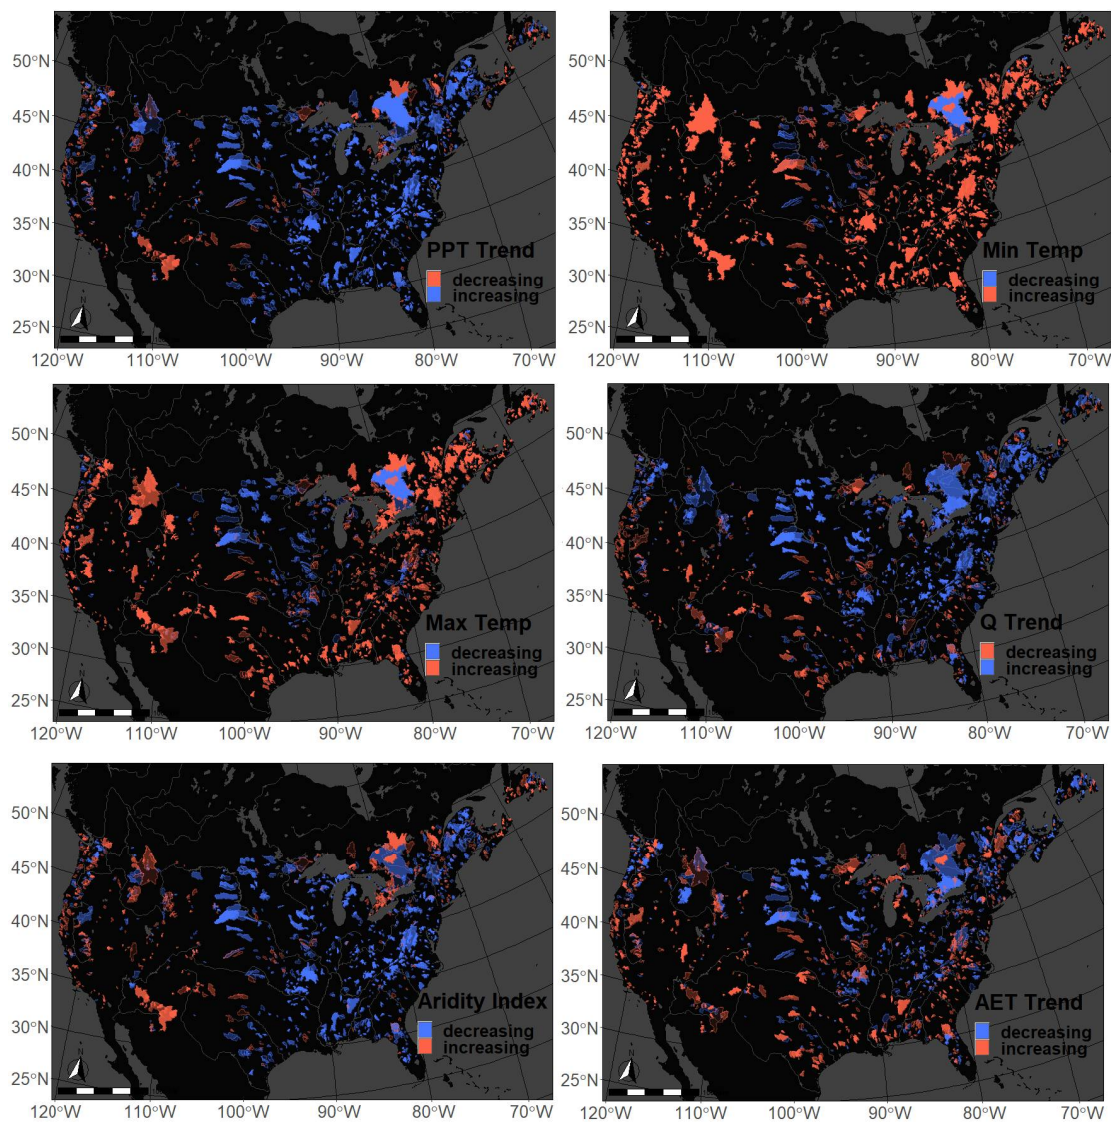 50°N
45°N
40°N
35°N
30°N
25°N
PPT Trend
decreasing
increasing
N
120°W 110°W 100°W 90°W 80°W 70°W
50°N
45°N
40°N
35°N
30°N
25°N
Min Temp
decreasing
increasing
N
120°W 110°W 100°W 90°W 80°W 70°W
50°N
45°N
40°N
35°N
30°N
25°N
Max Temp
decreasing
increasing
N
120°W 110°W 100°W 90°W 80°W 70°W
50°N
45°N
40°N
35°N
30°N
25°N
Q Trend
decreasing
increasing
N
120°W 110°W 100°W 90°W 80°W 70°W
50°N
45°N
40°N
35°N
30°N
25°N
Aridity Index
decreasing
increasing
N
120°W 110°W 100°W 90°W 80°W 70°W
50°N
45°N
40°N
35°N
30°N
25°N
AET Trend
decreasing
increasing
N
120°W 110°W 100°W 90°W 80°W 70°W